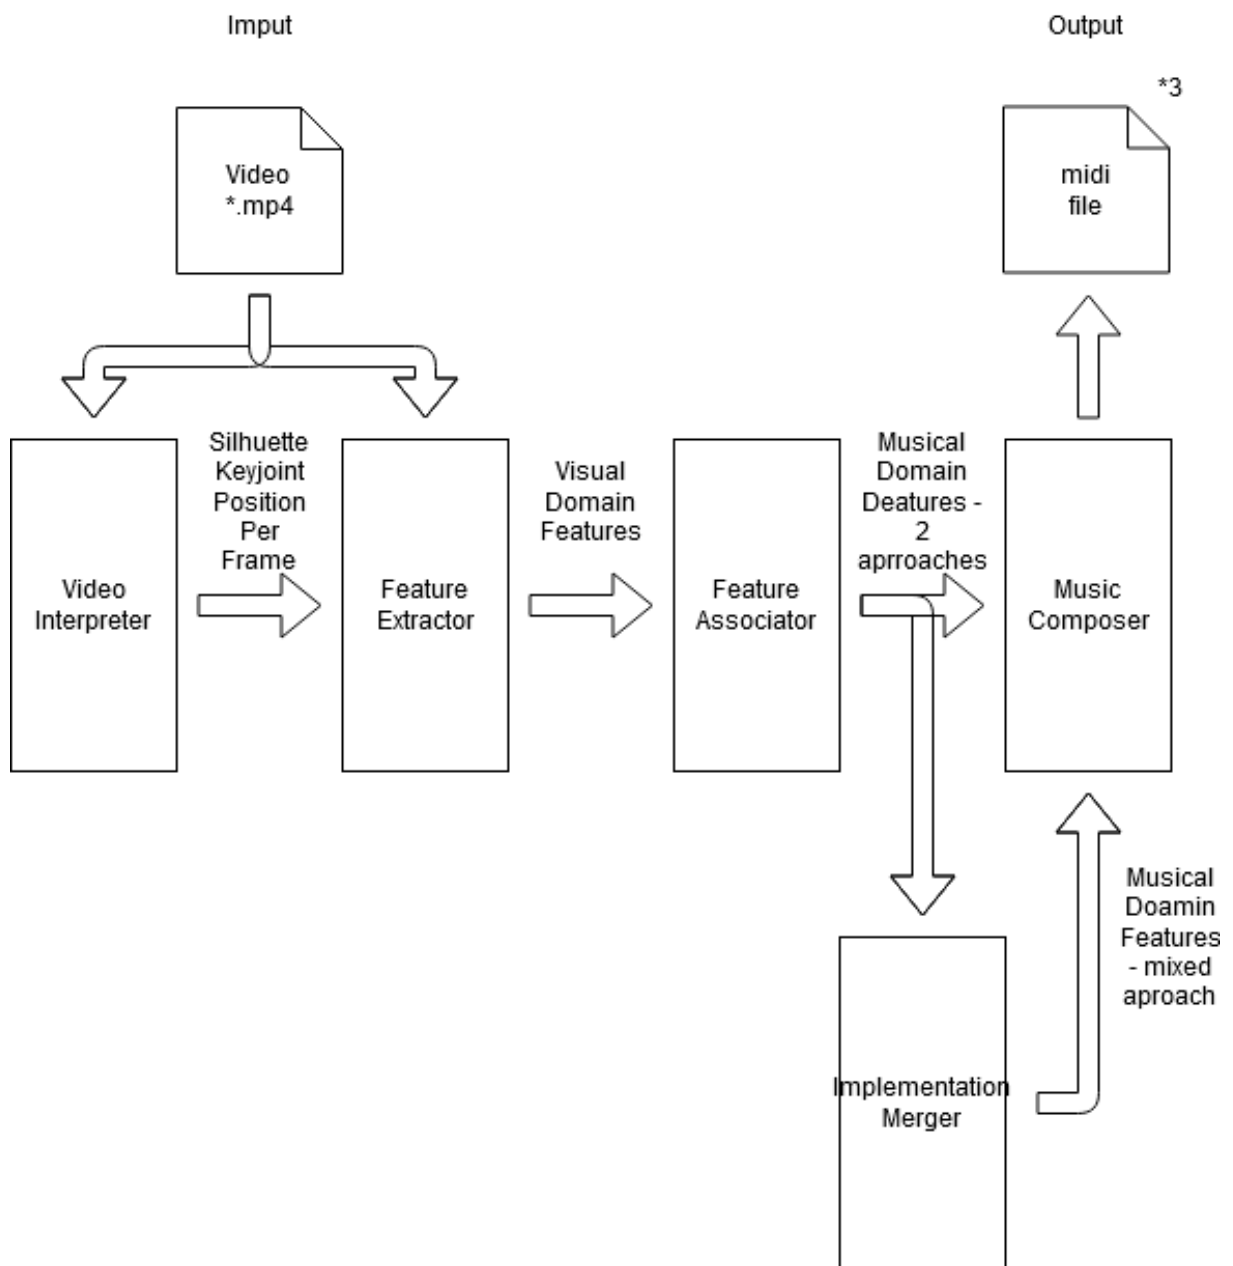 Imput
Output
*3
Video
*.mp4
midi
file
Silhuette
Keyjoint
Position
Per
Frame
Visual
Domain
Features
Musical
Domain
Deatures -
2
aprroaches
Video
Interpreter
Feature
Extractor
Feature
Associator
Music
Composer
Musical
Doamin
Features
- mixed
aproach
Implementation
Merger